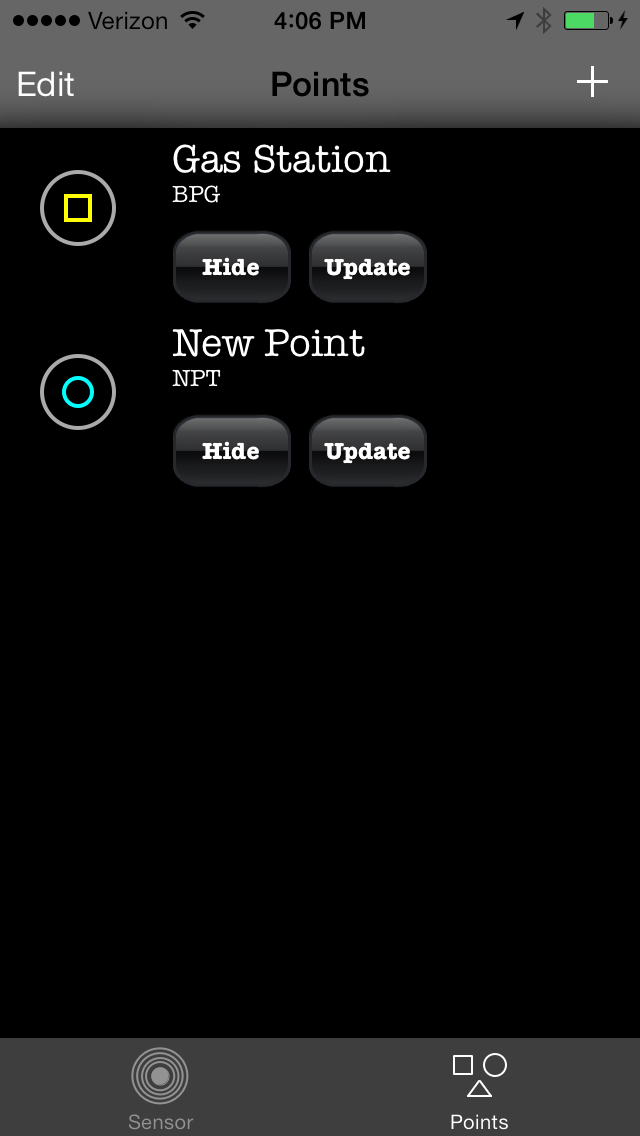 Verizon 4:06 PM
Edit Points +
Gas Station
BPG
Hide Update
New Point
NPT
Hide Update
Sensor Points